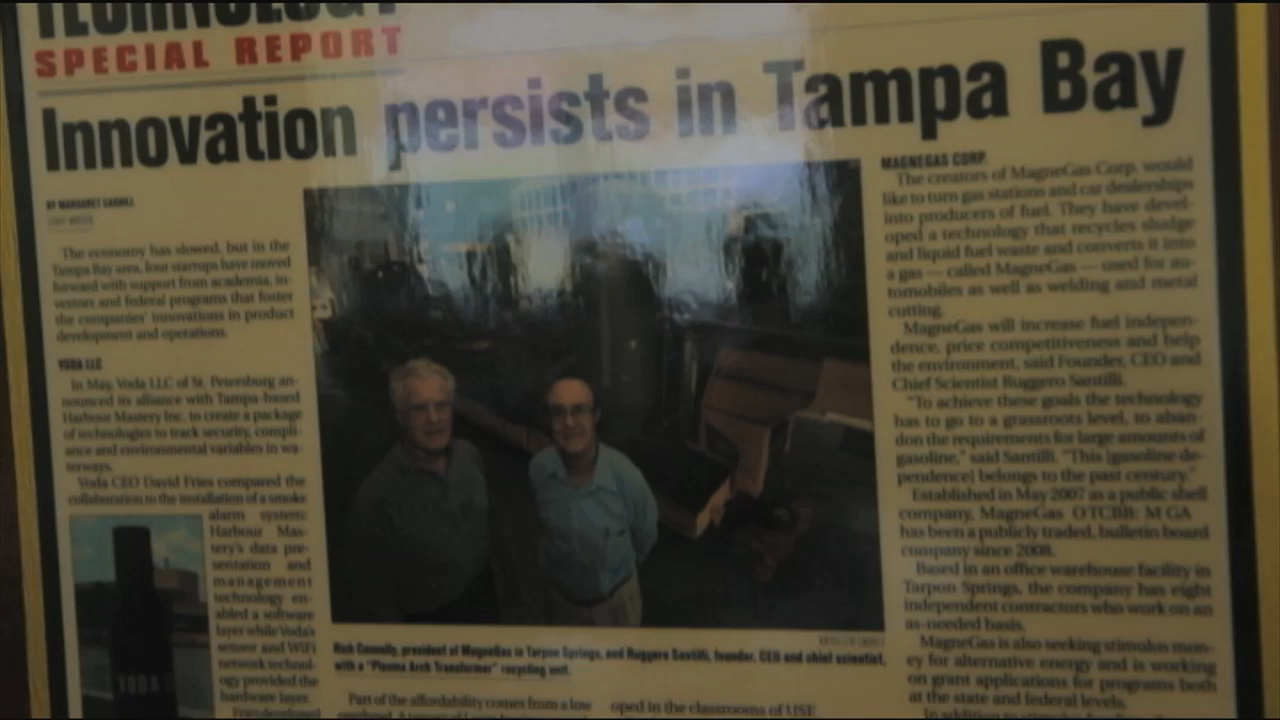 TECHNOLOGY
SPECIAL REPORT
Innovation persists in Tampa Bay
BY MARGARET CASHILL
STAFF WRITER
The economy has slowed, but in the
Tampa Bay area, four startups have moved
forward with support from academia, in-
vestors and federal programs that foster
the companies' innovations in product
development and operations.
VODA LLC
In May, Voda LLC of St. Petersburg an-
nounced its alliance with Tampa-based
Harbour Mastery Inc. to create a package
of technologies to track security, compli-
ance and environmental variables in wa-
terways.
Voda CEO David Fries compared the
collaboration to the installation of a smoke
alarm system:
Harbour Mas-
tery's data pre-
sentation and
management
technology en-
abled a software
layer while Voda's
sensor and WiFi
network technol-
ogy provided the
hardware layer.
VODA
Rich Connelly, president of MagneGas in Tarpon Springs, and Ruggero Santilli, founder, CEO and chief scientist,
with a "Plasma Arch Transformer" recycling unit.
Part of the affordability comes from a low
oped in the classrooms of USF.
MAGNEGAS CORP.
The creators of MagneGas Corp. would
like to turn gas stations and car dealerships
into producers of fuel. They have devel-
oped a technology that recycles sludge
and liquid fuel waste and converts it into
a gas — called MagneGas — used for au-
tomobiles as well as welding and metal
cutting.
MagneGas will increase fuel indepen-
dence, price competitiveness and help
the environment, said Founder, CEO and
Chief Scientist Ruggero Santilli.
"To achieve these goals the technology
has to go to a grassroots level, to aban-
don the requirements for large amounts of
gasoline," said Santilli. "This [gasoline de-
pendence] belongs to the past century."
Established in May 2007 as a public shell
company, MagneGas OTCBB: MGA
has been a publicly traded, bulletin board
company since 2008.
Based in an office warehouse facility in
Tarpon Springs, the company has eight
independent contractors who work on an
as-needed basis.
MagneGas is also seeking stimulus mon-
ey for alternative energy and is working
on grant applications for programs both
at the state and federal levels.
In addition to